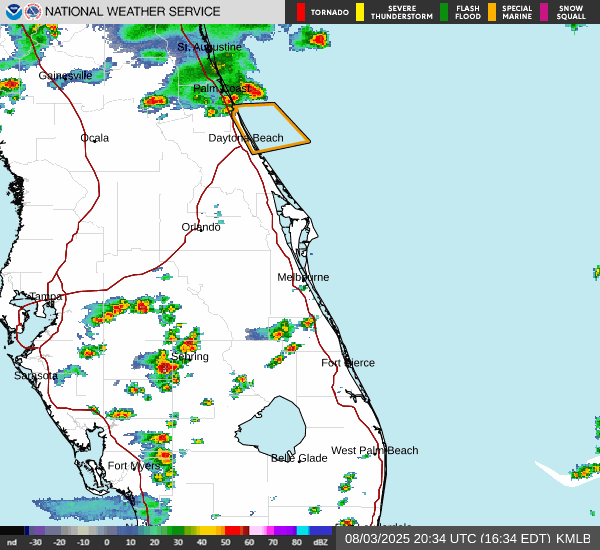 NATIONAL WEATHER SERVICE
TORNADO
SEVERE THUNDERSTORM
FLASH FLOOD
SPECIAL MARINE
SNOW SQUALL
St. Augustine
Gainesville
Palm Coast
Ocala
Daytona Beach
Orlando
Melbourne
Tampa
Sebring
Fort Pierce
Sarasota
West Palm Beach
Belle Glade
Fort Myers
nd -30 -20 -10 0 10 20 30 40 50 60 70 80 dBZ
08/03/2025 20:34 UTC (16:34 EDT) KMLB